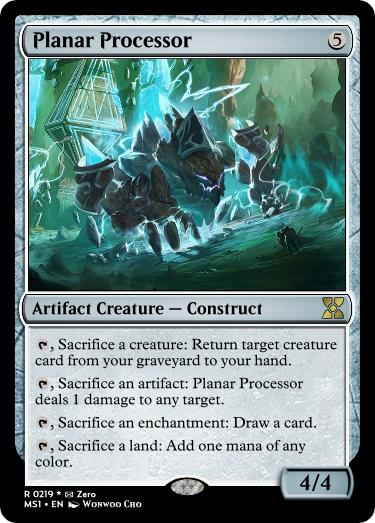 Planar Processor 5
Artifact Creature — Construct
, Sacrifice a creature: Return target creature
card from your graveyard to your hand.
, Sacrifice an artifact: Planar Processor
deals 1 damage to any target.
, Sacrifice an enchantment: Draw a card.
, Sacrifice a land: Add one mana of any
color.
4/4
R 0219 * Zero
MS1 • EN Wonwoo Cho